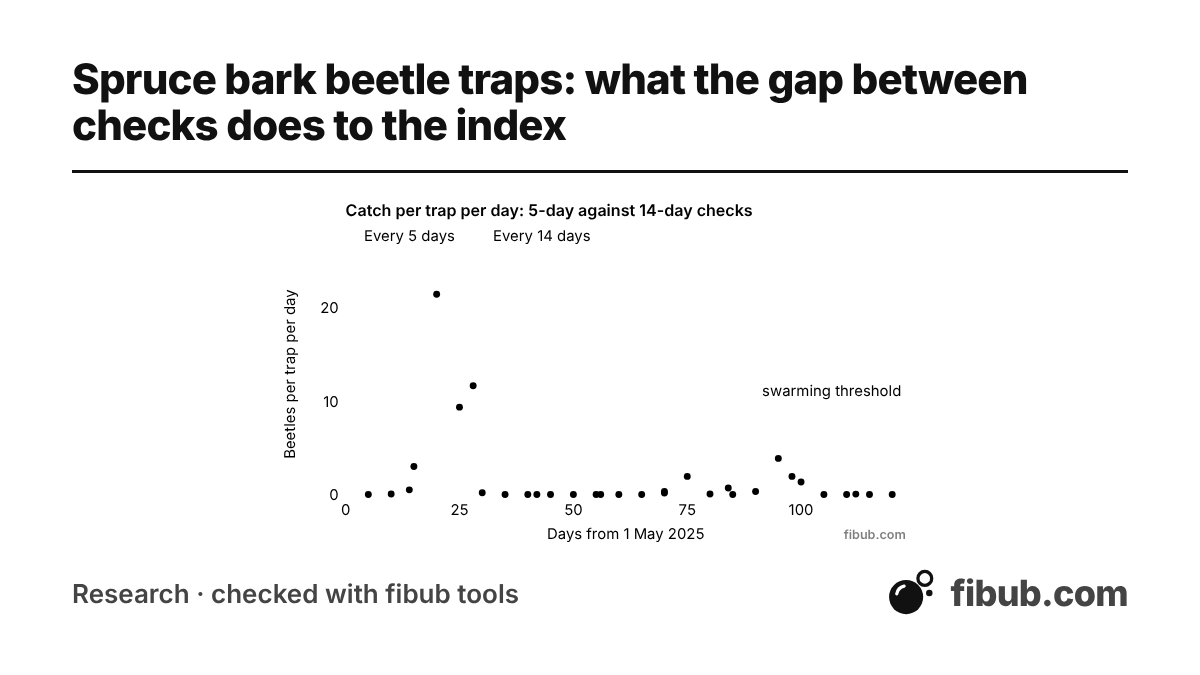 Spruce bark beetle traps: what the gap between
checks does to the index
Catch per trap per day: 5-day against 14-day checks
Every 5 days
Every 14 days
Beetles per trap per day
20
10
0
swarming threshold
0
25
50
75
100
Days from 1 May 2025
fibub.com
Research · checked with fibub tools
fibub.com